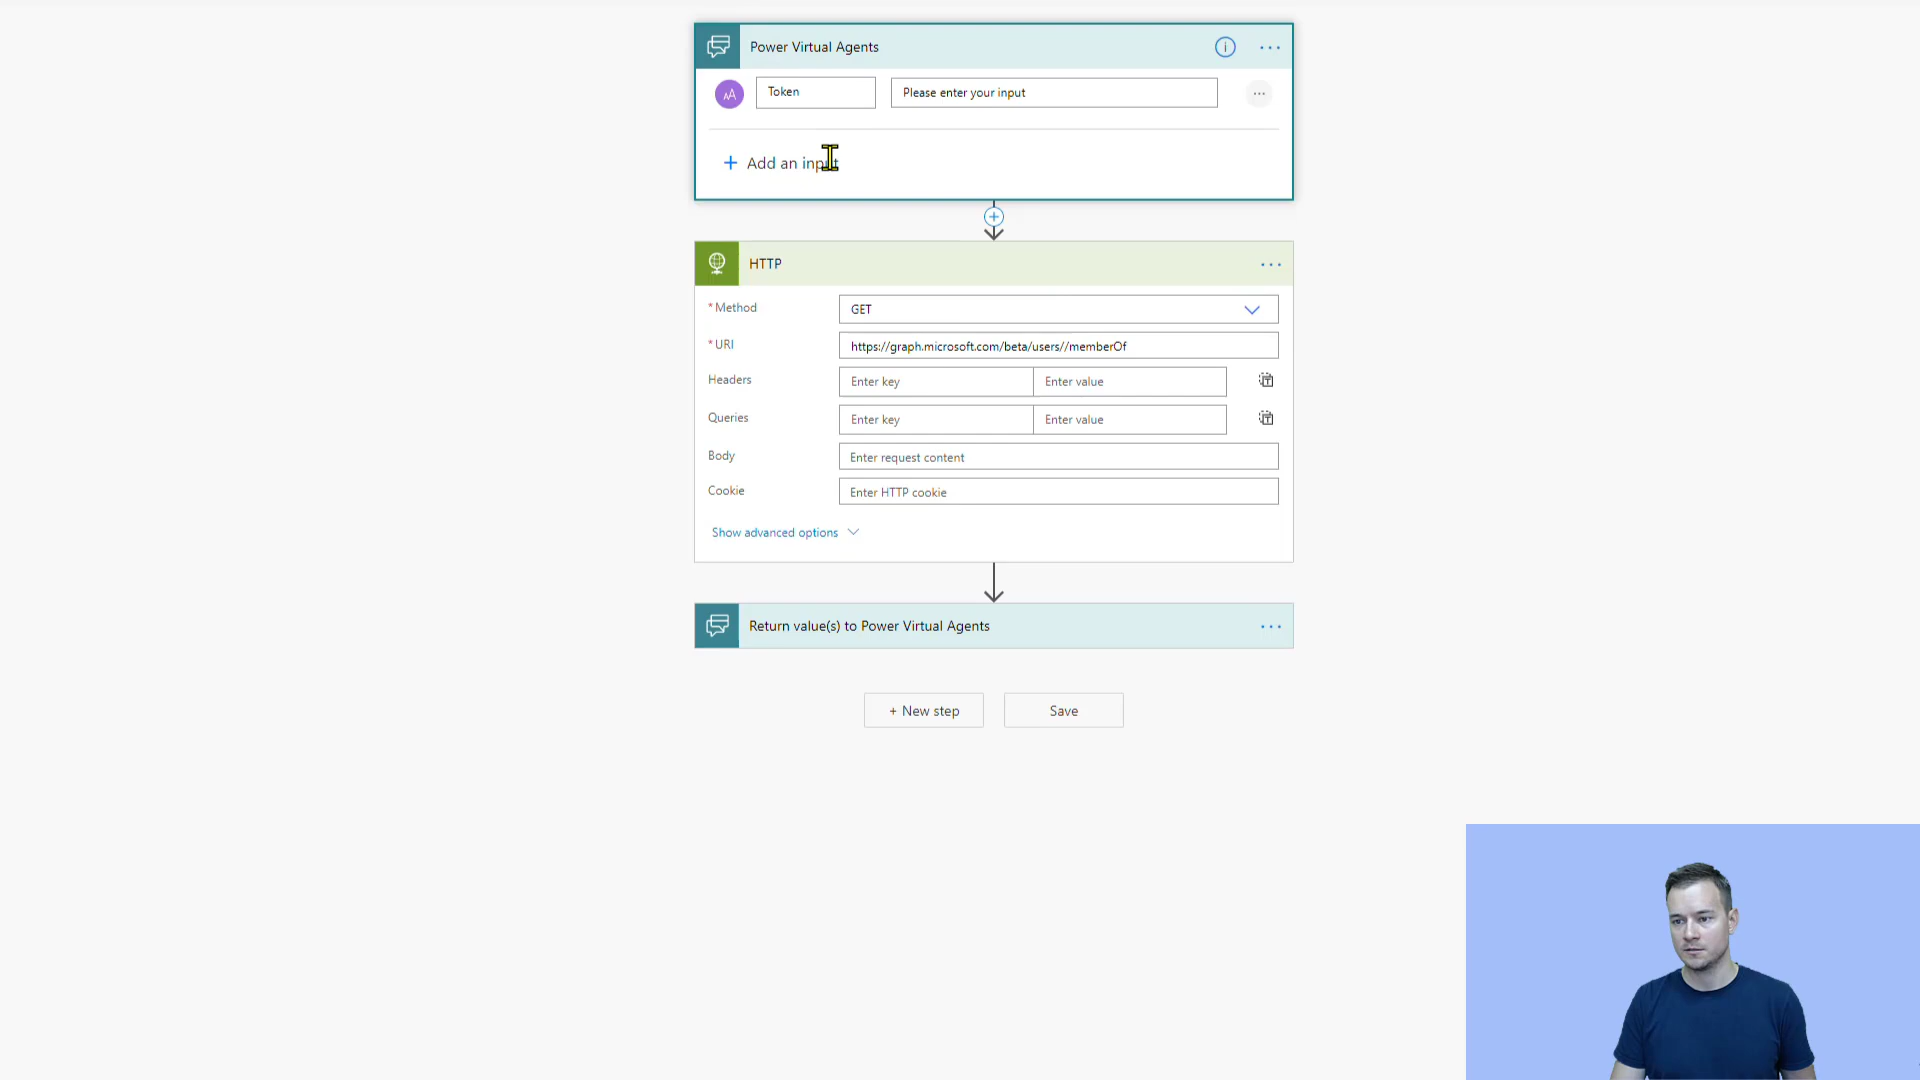 Power Virtual Agents
Token
Please enter your input
+ Add an input
HTTP
* Method
GET
* URI
https://graph.microsoft.com/beta/users//memberOf
Headers
Enter key
Enter value
Queries
Enter key
Enter value
Body
Enter request content
Cookie
Enter HTTP cookie
Show advanced options
Return value(s) to Power Virtual Agents
+ New step
Save